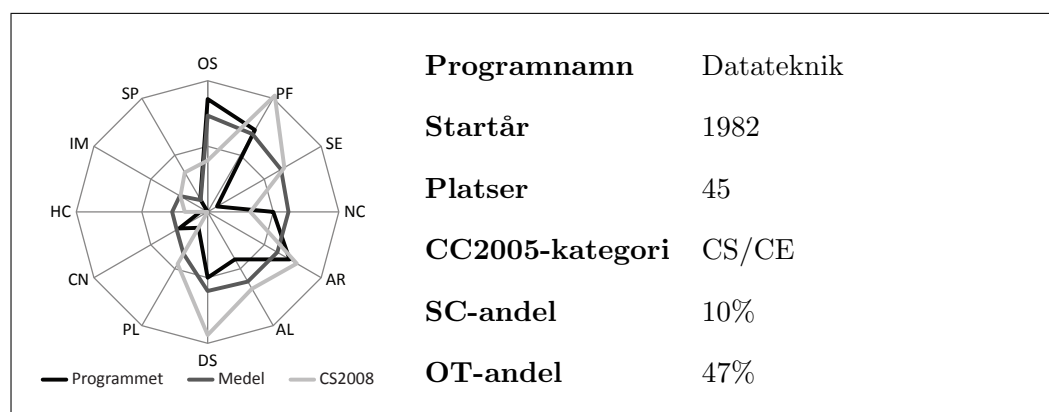 OS
SP
PF
IM
SE
HC
NC
CN
AR
PL
AL
DS
Programmet Medel CS2008
Programnamn Datateknik
Startår 1982
Platser 45
CC2005-kategori CS/CE
SC-andel 10%
OT-andel 47%